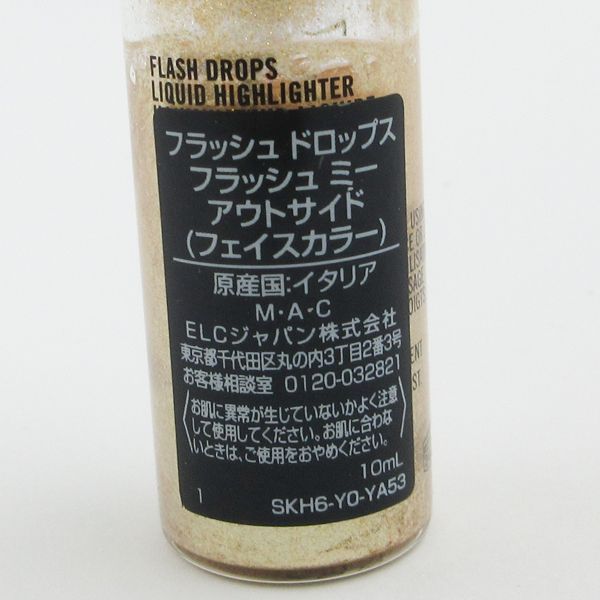 FLASH DROPS
LIQUID HIGHLIGHTER
フラッシュ ドロップス
フラッシュ ミー
アウトサイド
(フェイスカラー)
原産国:イタリア
M・A・C
ELCジャパン株式会社
東京都千代田区丸の内3丁目2番3号
お客様相談室 0120-032821
お肌に異常が生じていないかよく注意
して使用してください。お肌に合わな
いときは、ご使用をおやめください。
10mL
1 SKH6-Y0-YA53